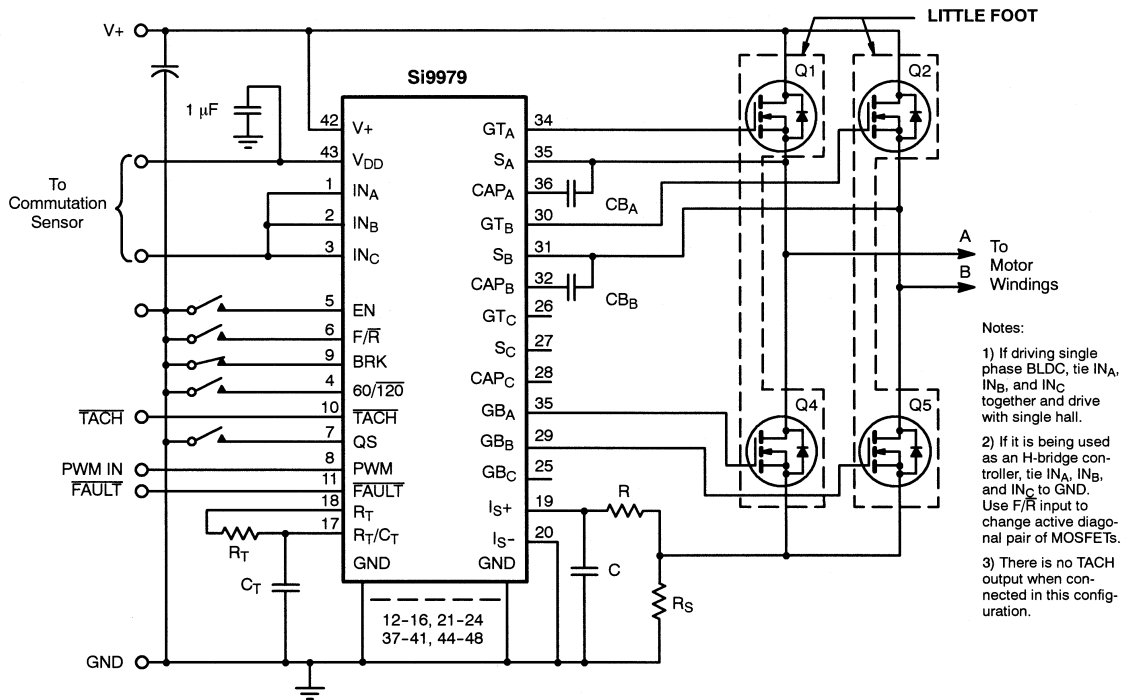 LITTLE FOOT
V+
Si9979
Q1
Q2
1 μF
42 V+
43 VDD
To
Commutation
Sensor
1 INA
2 INB
3 INC
5 EN
6 F/R̅
9 BRK
4 60/1̅2̅0̅
T̅A̅C̅H̅
10 T̅A̅C̅H̅
7 QS
PWM IN
8 PWM
F̅A̅U̅L̅T̅
11 F̅A̅U̅L̅T̅
18 RT
17 RT/CT
RT
CT
GND
GTA 34
SA 35
CAPA 36
CBA
GTB 30
SB 31
CAPB 32
CBB
GTC 26
SC 27
CAPC 28
GBA 35
GBB 29
GBC 25
IS+ 19
IS− 20
GND
R
C
RS
12–16, 21–24
37–41, 44–48
GND
Q4
Q5
A
B
To
Motor
Windings
Notes:
1) If driving single
phase BLDC, tie INA,
INB, and INC
together and drive
with single hall.
2) If it is being used
as an H-bridge con-
troller, tie INA, INB,
and INC to GND.
Use F/R̅ input to
change active diago-
nal pair of MOSFETs.
3) There is no TACH
output when con-
nected in this config-
uration.